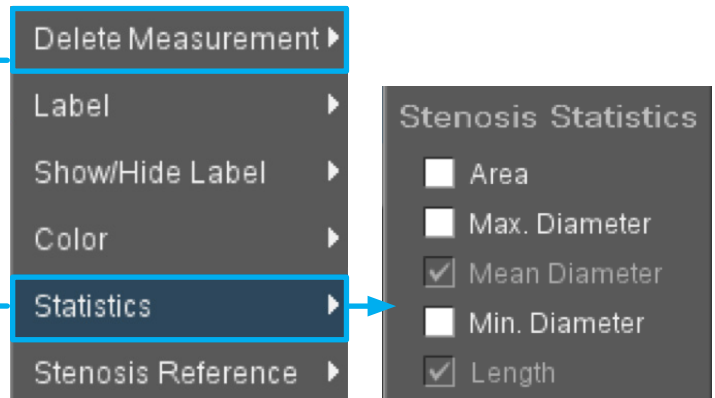 Delete Measurement
Label
Show/Hide Label
Color
Statistics
Stenosis Reference
Stenosis Statistics
Area
Max. Diameter
Mean Diameter
Min. Diameter
Length